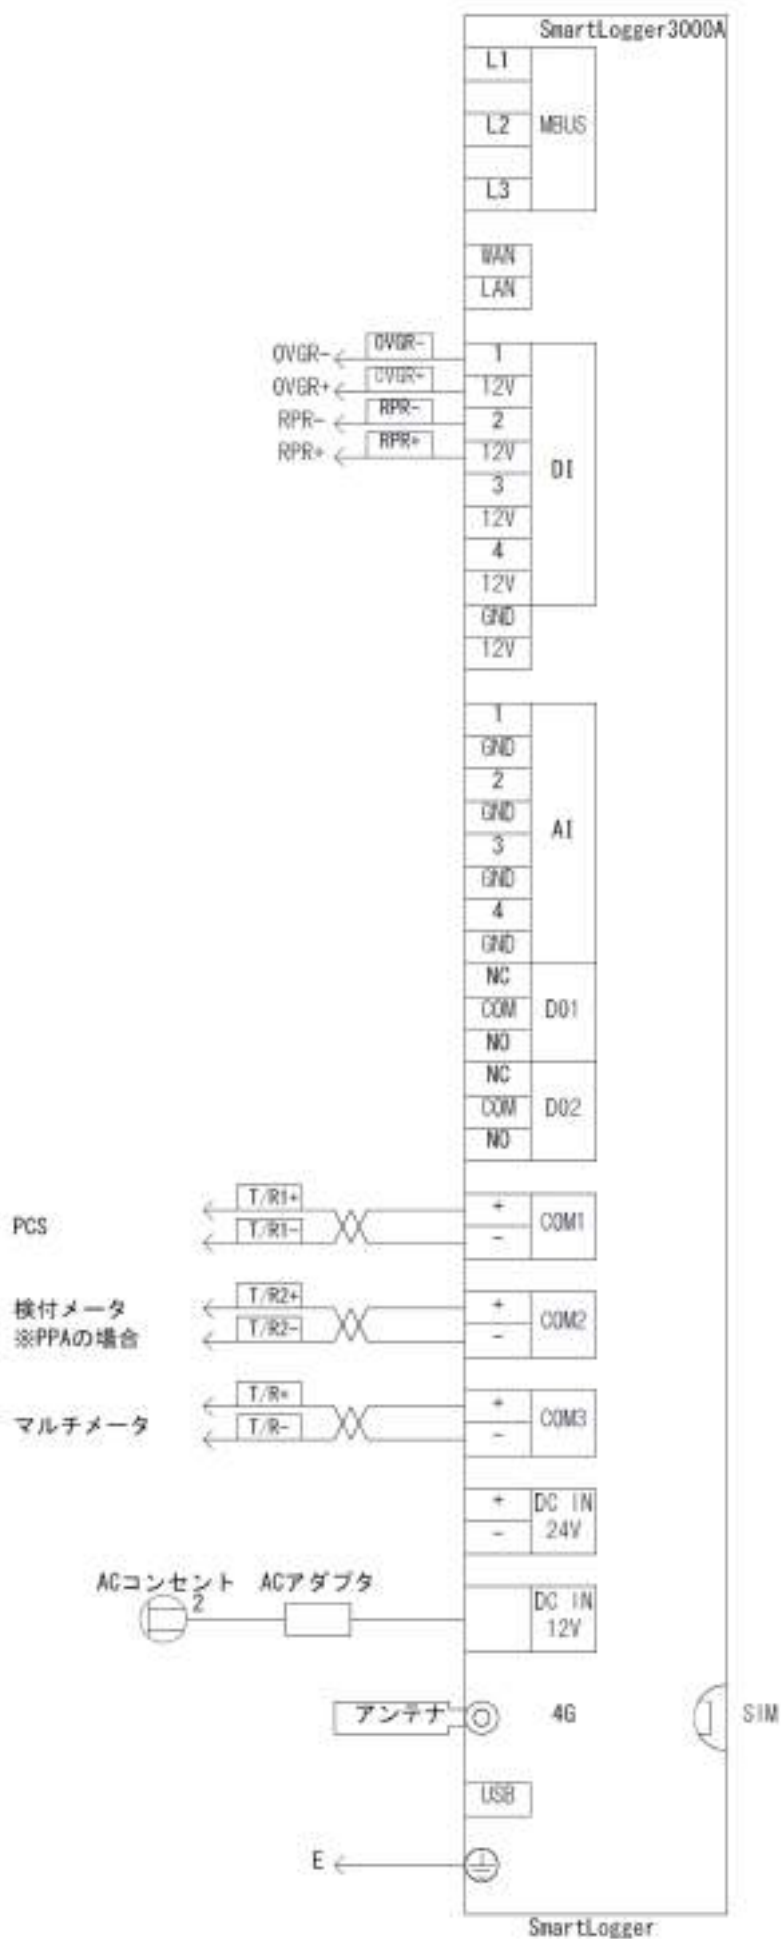 SmartLogger3000A
L1
L2
MBUS
L3
WAN
LAN
OVGR- OVGR- 1
OVGR+ OVGR+ 12V
RPR- RPR- 2
RPR+ RPR+ 12V
DI
3
12V
4
12V
GND
12V
1
GND
2
GND
AI
3
GND
4
GND
NC
COM DO1
NO
NC
COM DO2
NO
T/R1+ +
PCS COM1
T/R1- -
T/R2+ +
検付メータ COM2
※PPAの場合
T/R2- -
T/R+ +
マルチメータ COM3
T/R- -
+ DC IN
- 24V
ACコンセント ACアダプタ
2
DC IN
12V
アンテナ 4G SIM
USB
E
SmartLogger